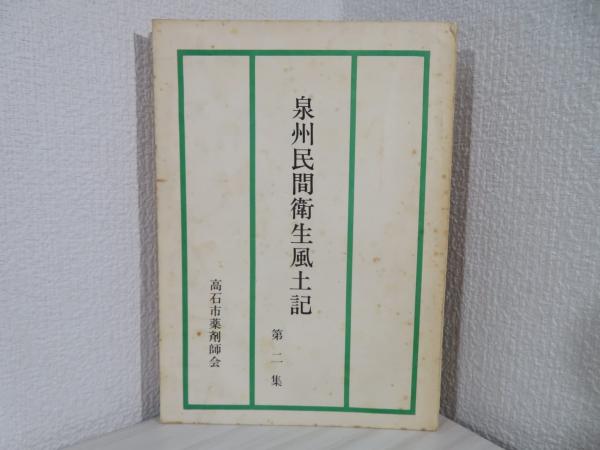 泉州民間衛生風土記
第二集
高石市薬剤師会